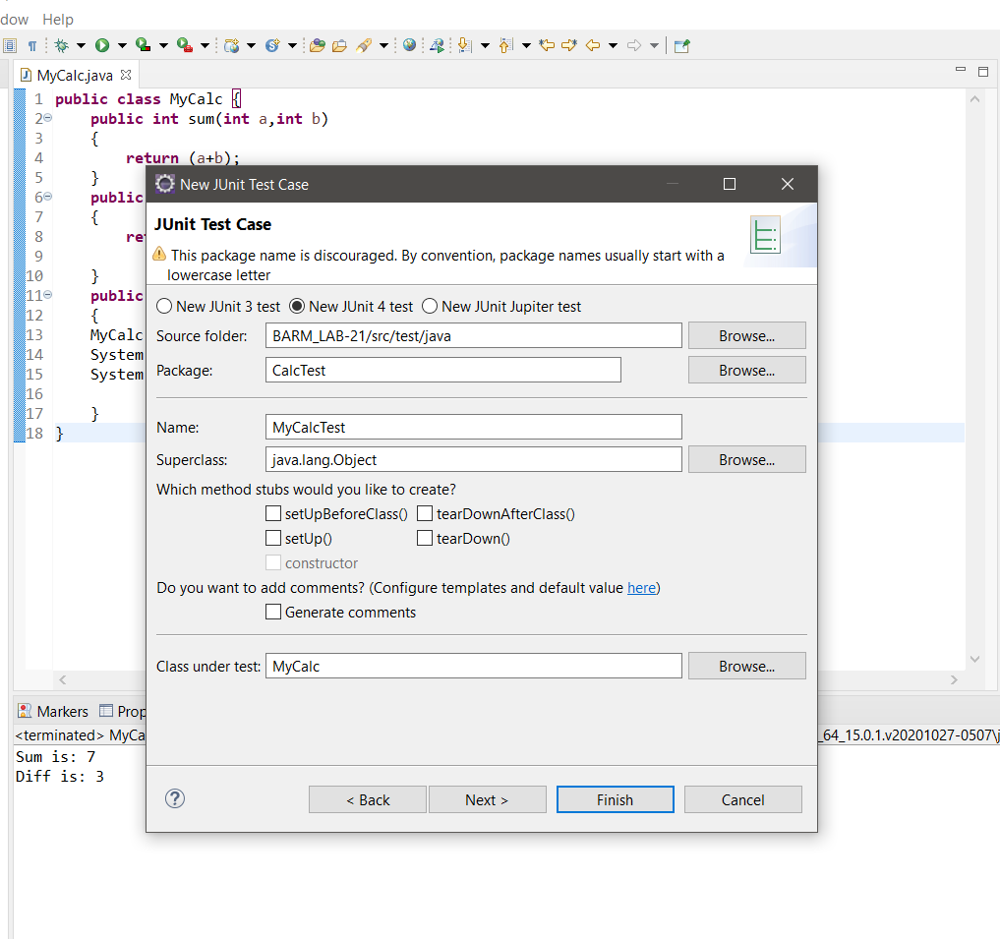 dow Help
MyCalc.java
1 public class MyCalc {
2 public int sum(int a,int b)
3 {
4 return (a+b);
5 }
6 public
7 {
8 ret
9
10 }
11 public
12 {
13 MyCalc
14 System
15 System
16
17 }
18 }
New JUnit Test Case
JUnit Test Case
This package name is discouraged. By convention, package names usually start with a
lowercase letter
New JUnit 3 test New JUnit 4 test New JUnit Jupiter test
Source folder: BARM_LAB-21/src/test/java Browse...
Package: CalcTest Browse...
Name: MyCalcTest
Superclass: java.lang.Object Browse...
Which method stubs would you like to create?
setUpBeforeClass() tearDownAfterClass()
setUp() tearDown()
constructor
Do you want to add comments? (Configure templates and default value here)
Generate comments
Class under test: MyCalc Browse...
Markers Prop
<terminated> MyCa _64_15.0.1.v20201027-0507\j
Sum is: 7
Diff is: 3
? < Back Next > Finish Cancel